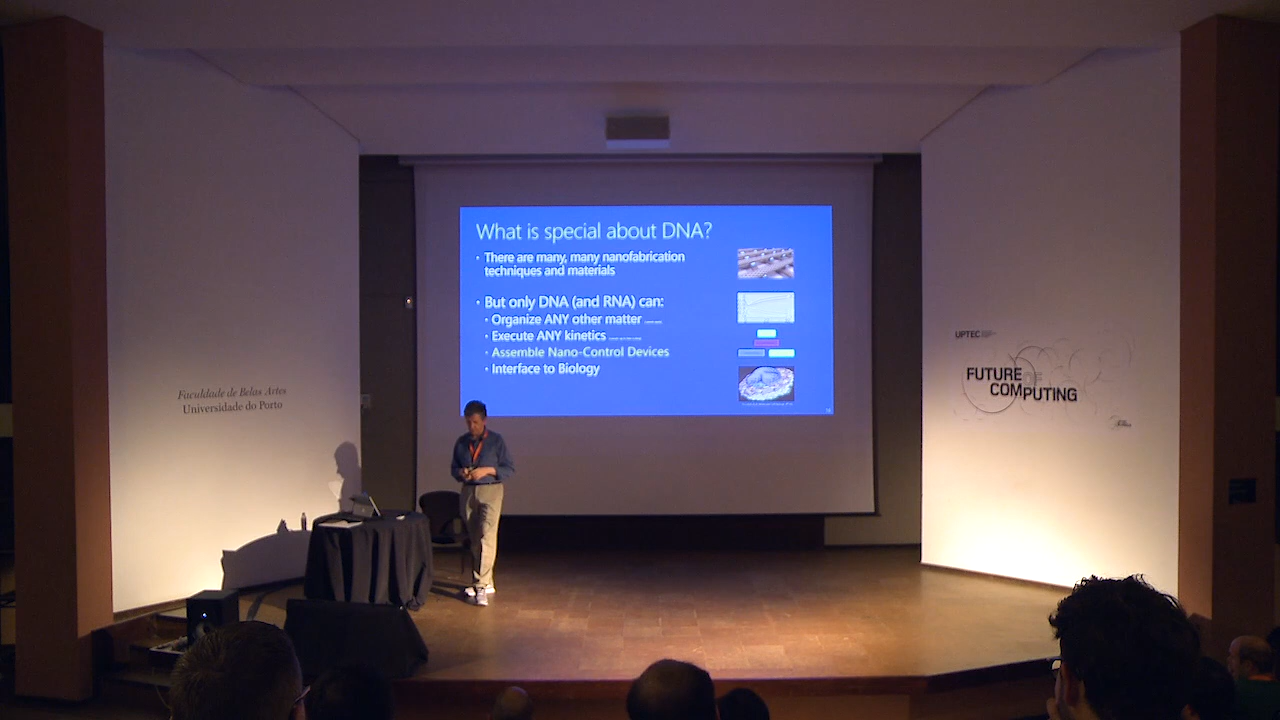 What is special about DNA?
• There are many, many nanofabrication
techniques and materials
• But only DNA (and RNA) can:
• Organize ANY other matter
• Execute ANY kinetics
• Assemble Nano-Control Devices
• Interface to Biology
Faculdade de Belas Artes
Universidade do Porto
UPTEC
FUTURE OF
COMPUTING